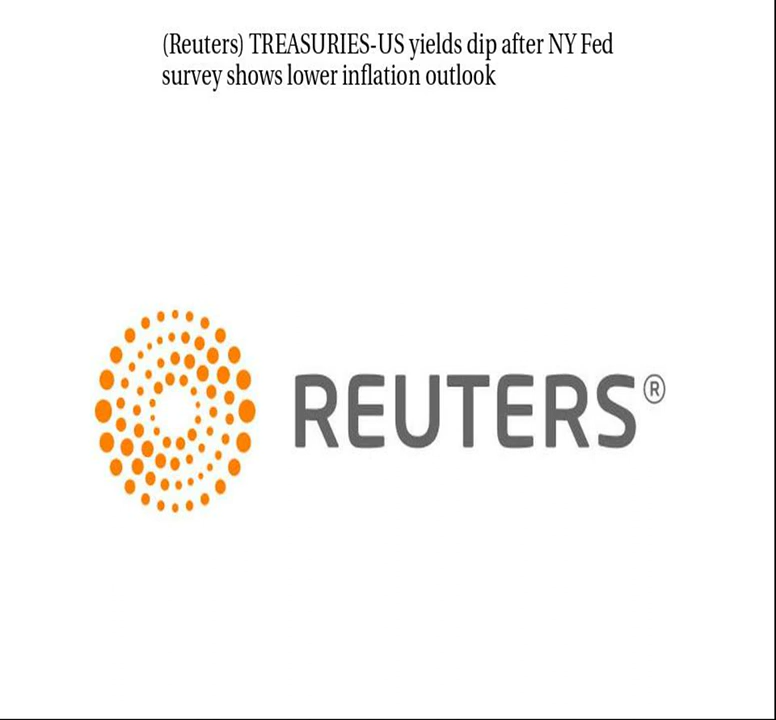 (Reuters) TREASURIES-US yields dip after NY Fed
survey shows lower inflation outlook
REUTERS®